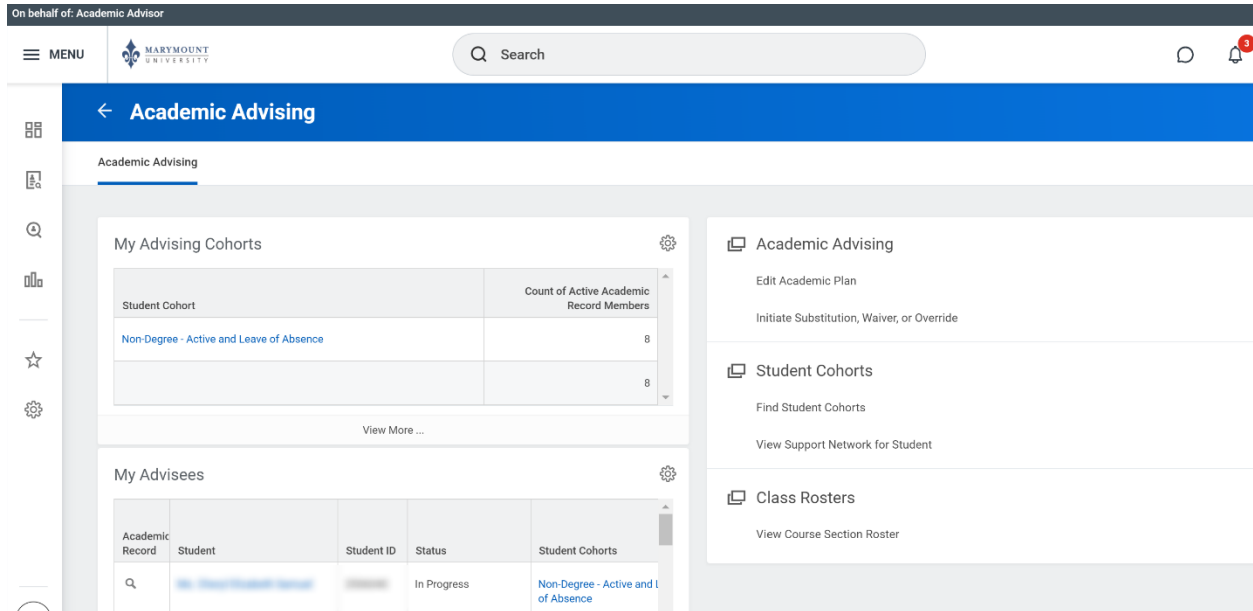 On behalf of: Academic Advisor
MENU
MARYMOUNT
UNIVERSITY
Search
3
Academic Advising
Academic Advising
My Advising Cohorts
Student Cohort
Count of Active Academic
Record Members
Non-Degree - Active and Leave of Absence
8
8
View More ...
My Advisees
Academic
Record
Student
Student ID
Status
Student Cohorts
In Progress
Non-Degree - Active and L
of Absence
Academic Advising
Edit Academic Plan
Initiate Substitution, Waiver, or Override
Student Cohorts
Find Student Cohorts
View Support Network for Student
Class Rosters
View Course Section Roster